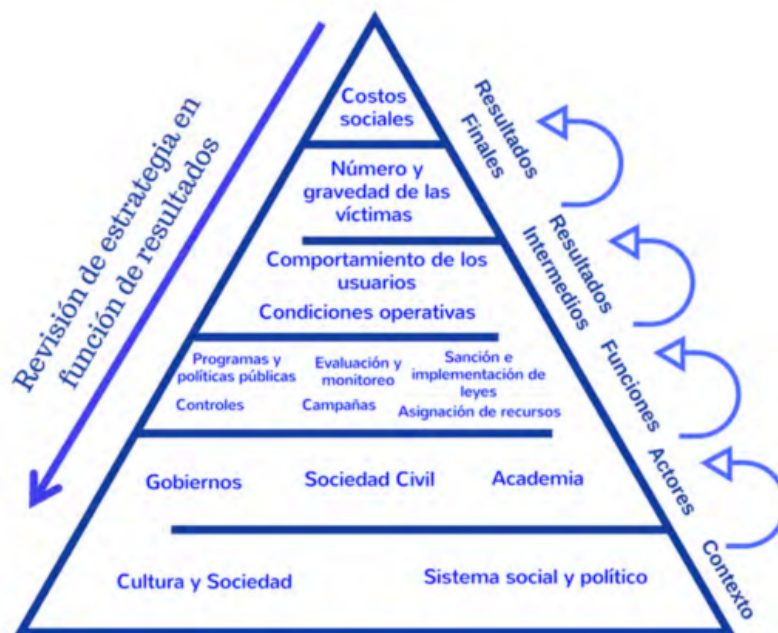 Revisión de estrategia en
función de resultados
Costos
sociales
Número y
gravedad de las
víctimas
Comportamiento de los
usuarios
Condiciones operativas
Programas y
políticas públicas
Evaluación y
monitoreo
Sanción e
implementación de
leyes
Controles
Campañas
Asignación de recursos
Gobiernos
Sociedad Civil
Academia
Cultura y Sociedad
Sistema social y político
Resultados
Finales
Resultados
Intermedios
Funciones
Actores
Contexto